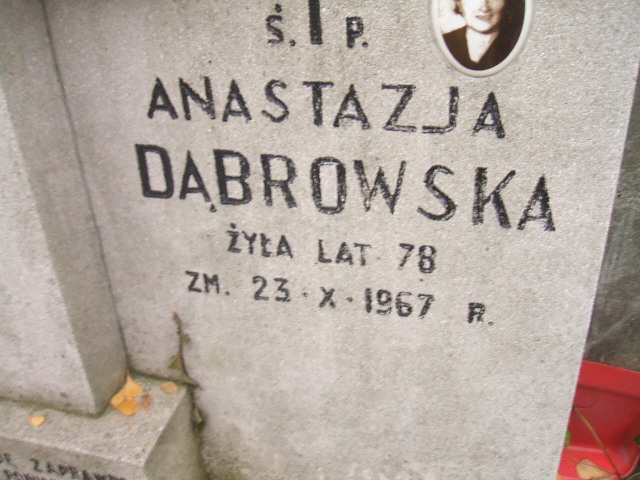 Ś. P.
ANASTAZJA
DĄBROWSKA
ŻYŁA LAT 78
ZM. 23·X·1967 R.